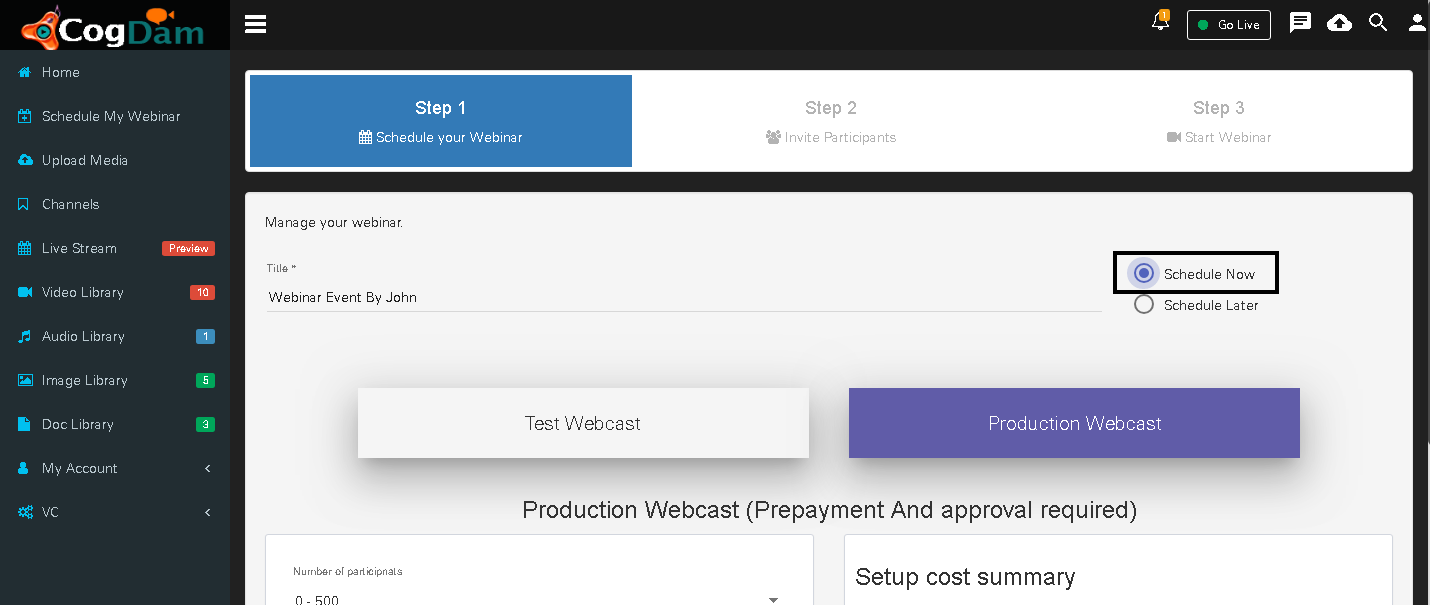 CogDam
1
Go Live
Home
Schedule My Webinar
Upload Media
Channels
Live Stream Preview
Video Library 10
Audio Library 1
Image Library 5
Doc Library 3
My Account
VC
Step 1
Schedule your Webinar
Step 2
Invite Participants
Step 3
Start Webinar
Manage your webinar.
Title *
Webinar Event By John
Schedule Now
Schedule Later
Test Webcast
Production Webcast
Production Webcast (Prepayment And approval required)
Number of participnats
0 - 500
Setup cost summary